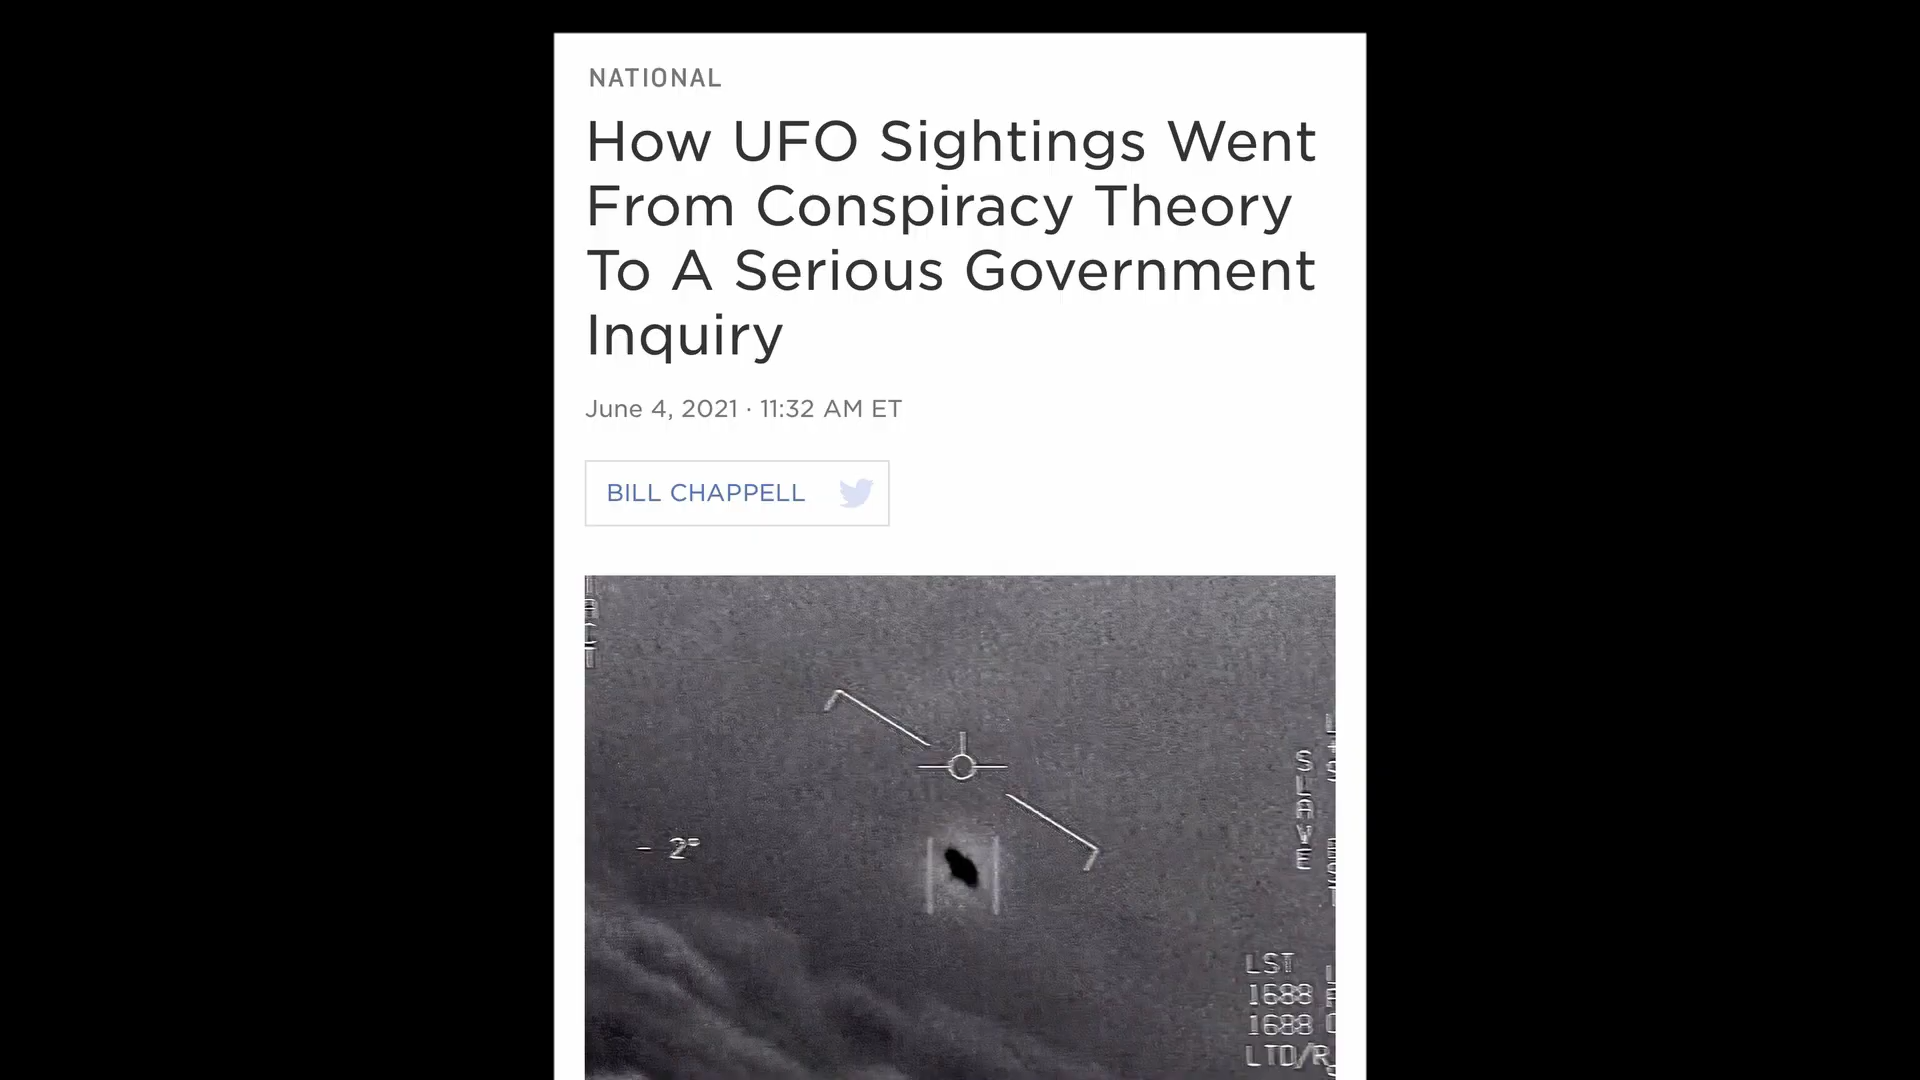 NATIONAL
How UFO Sightings Went
From Conspiracy Theory
To A Serious Government
Inquiry
June 4, 2021 · 11:32 AM ET
BILL CHAPPELL
- 2°
SLAVE
LST
1688
1688
LTD/R